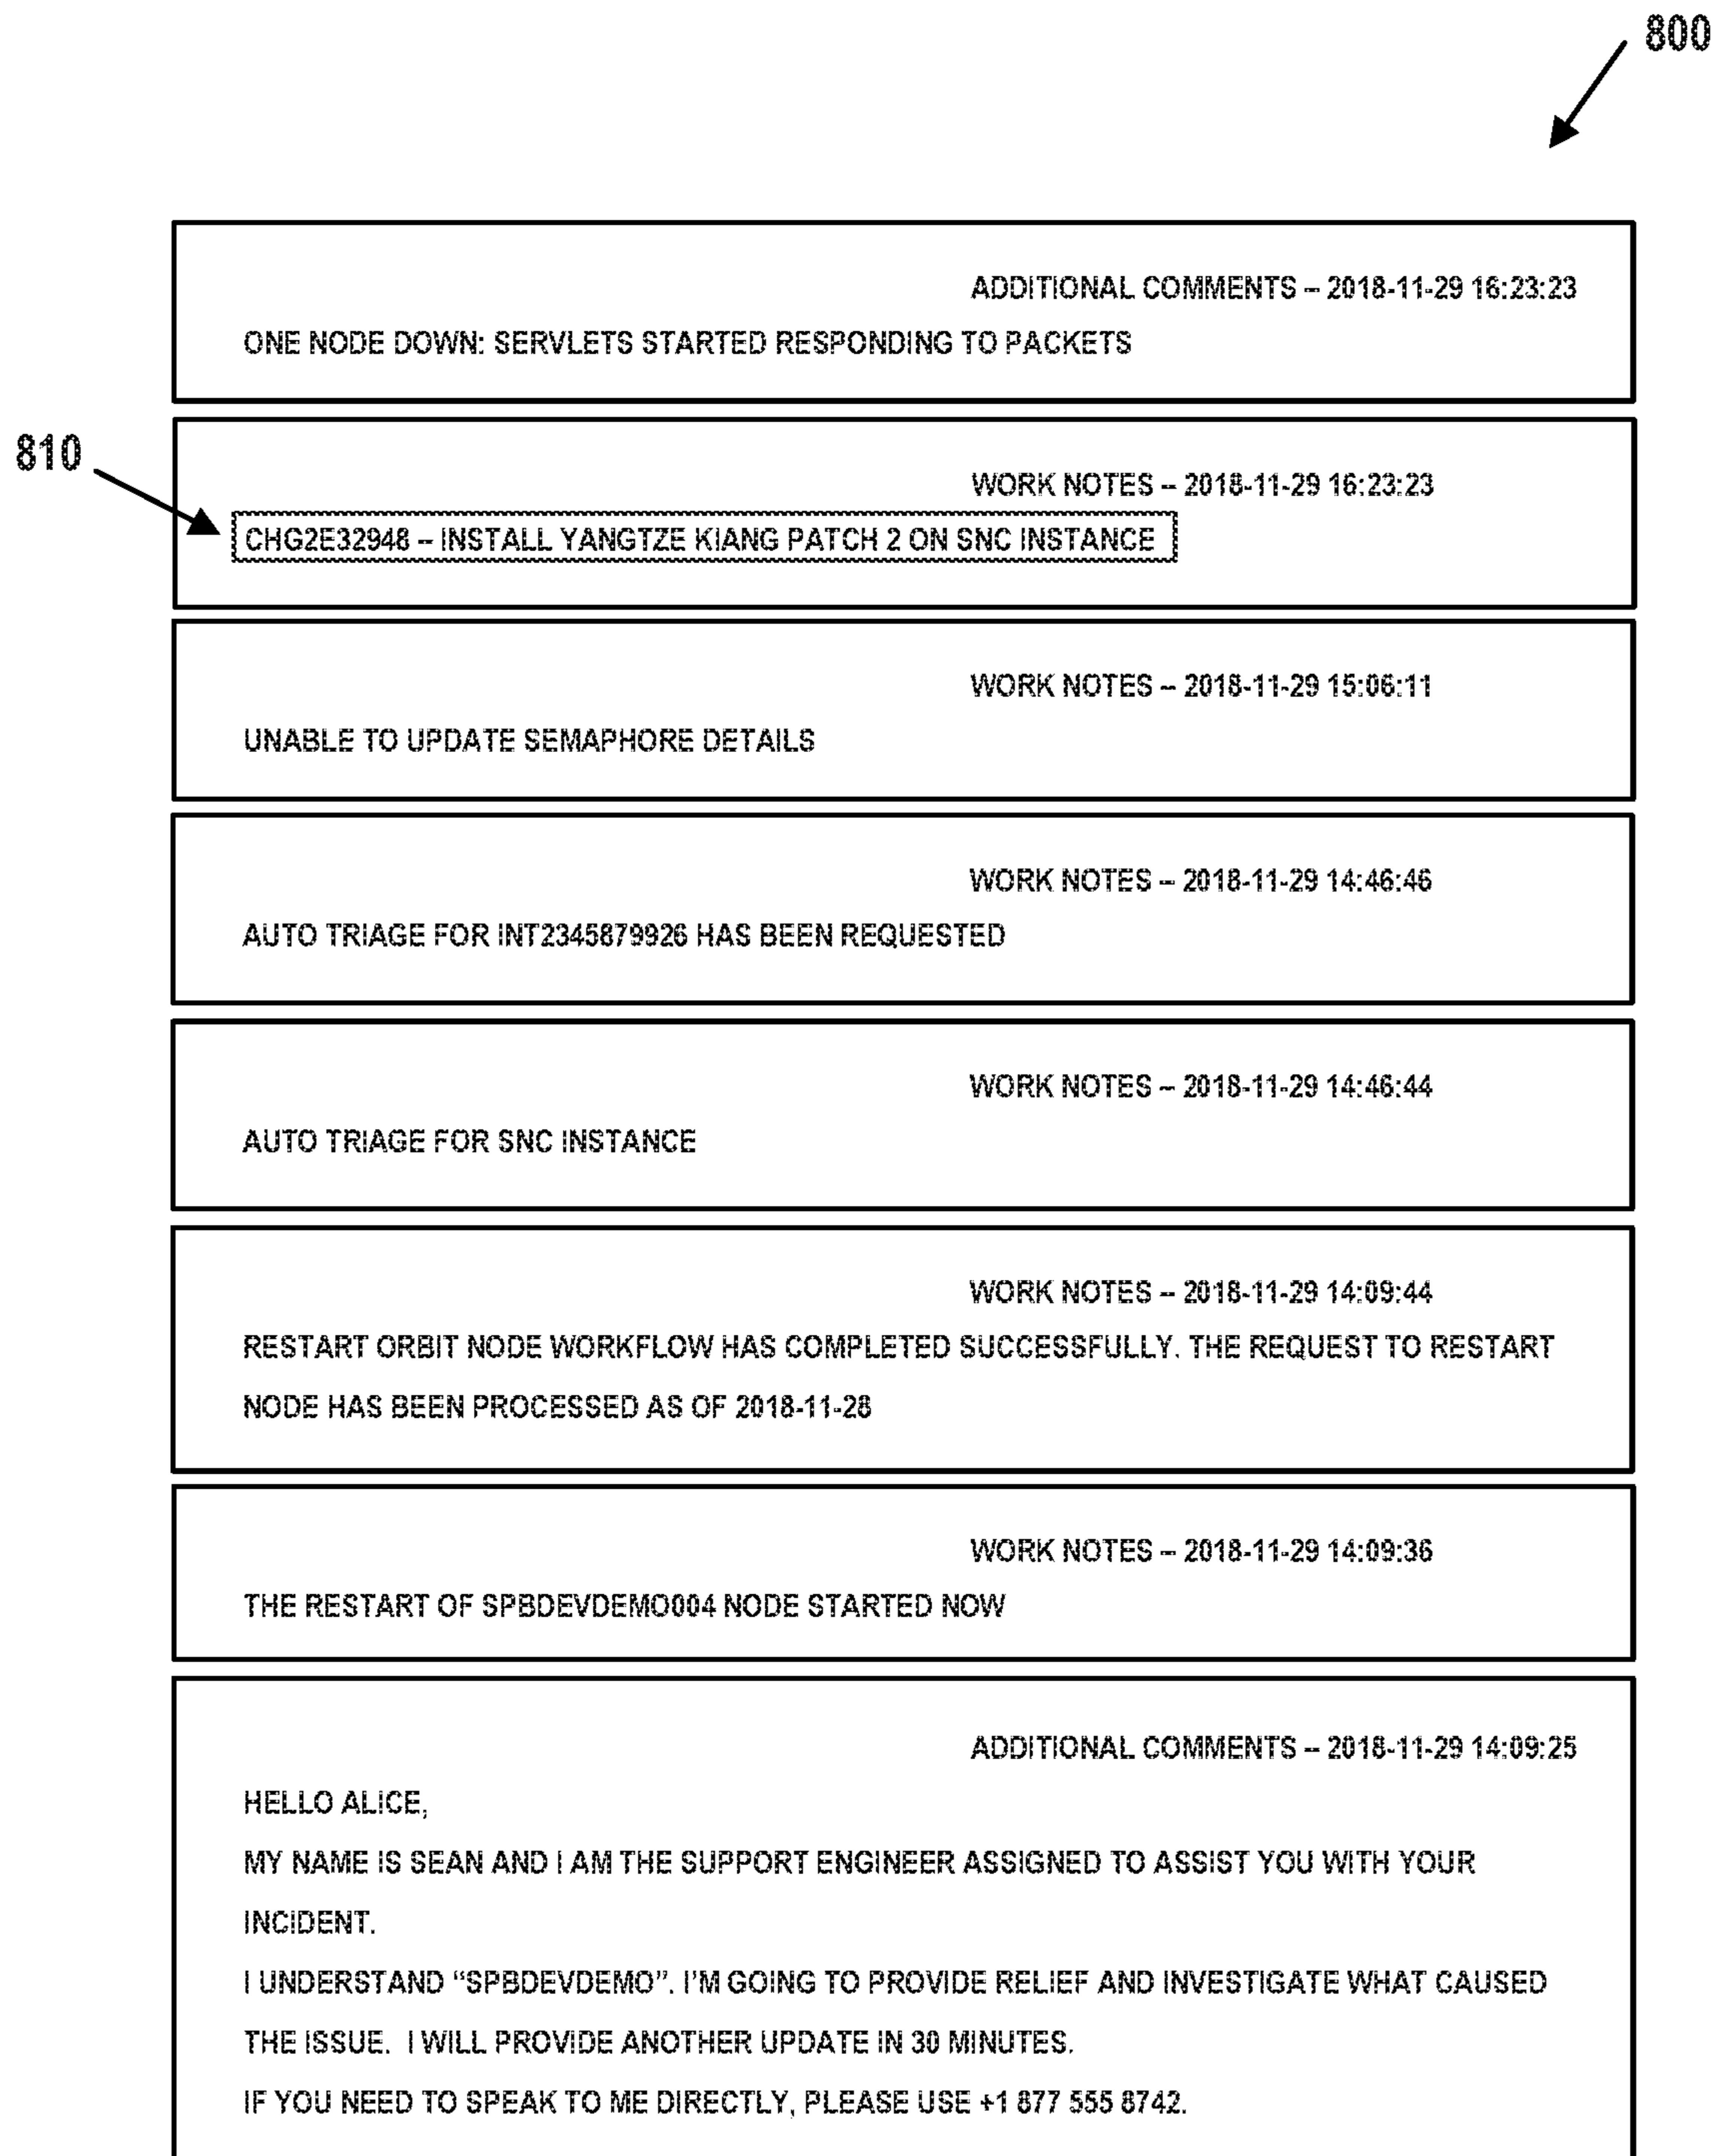 800
ADDITIONAL COMMENTS – 2018-11-29 16:23:23
ONE NODE DOWN: SERVLETS STARTED RESPONDING TO PACKETS
810
WORK NOTES – 2018-11-29 16:23:23
CHG2E32948 – INSTALL YANGTZE KIANG PATCH 2 ON SNC INSTANCE
WORK NOTES – 2018-11-29 15:06:11
UNABLE TO UPDATE SEMAPHORE DETAILS
WORK NOTES – 2018-11-29 14:46:46
AUTO TRIAGE FOR INT2345879926 HAS BEEN REQUESTED
WORK NOTES – 2018-11-29 14:46:44
AUTO TRIAGE FOR SNC INSTANCE
WORK NOTES – 2018-11-29 14:09:44
RESTART ORBIT NODE WORKFLOW HAS COMPLETED SUCCESSFULLY. THE REQUEST TO RESTART
NODE HAS BEEN PROCESSED AS OF 2018-11-28
WORK NOTES – 2018-11-29 14:09:36
THE RESTART OF SPBDEVDEMO004 NODE STARTED NOW
ADDITIONAL COMMENTS – 2018-11-29 14:09:25
HELLO ALICE,
MY NAME IS SEAN AND I AM THE SUPPORT ENGINEER ASSIGNED TO ASSIST YOU WITH YOUR
INCIDENT.
I UNDERSTAND “SPBDEVDEMO”. I'M GOING TO PROVIDE RELIEF AND INVESTIGATE WHAT CAUSED
THE ISSUE. I WILL PROVIDE ANOTHER UPDATE IN 30 MINUTES.
IF YOU NEED TO SPEAK TO ME DIRECTLY, PLEASE USE +1 877 555 8742.